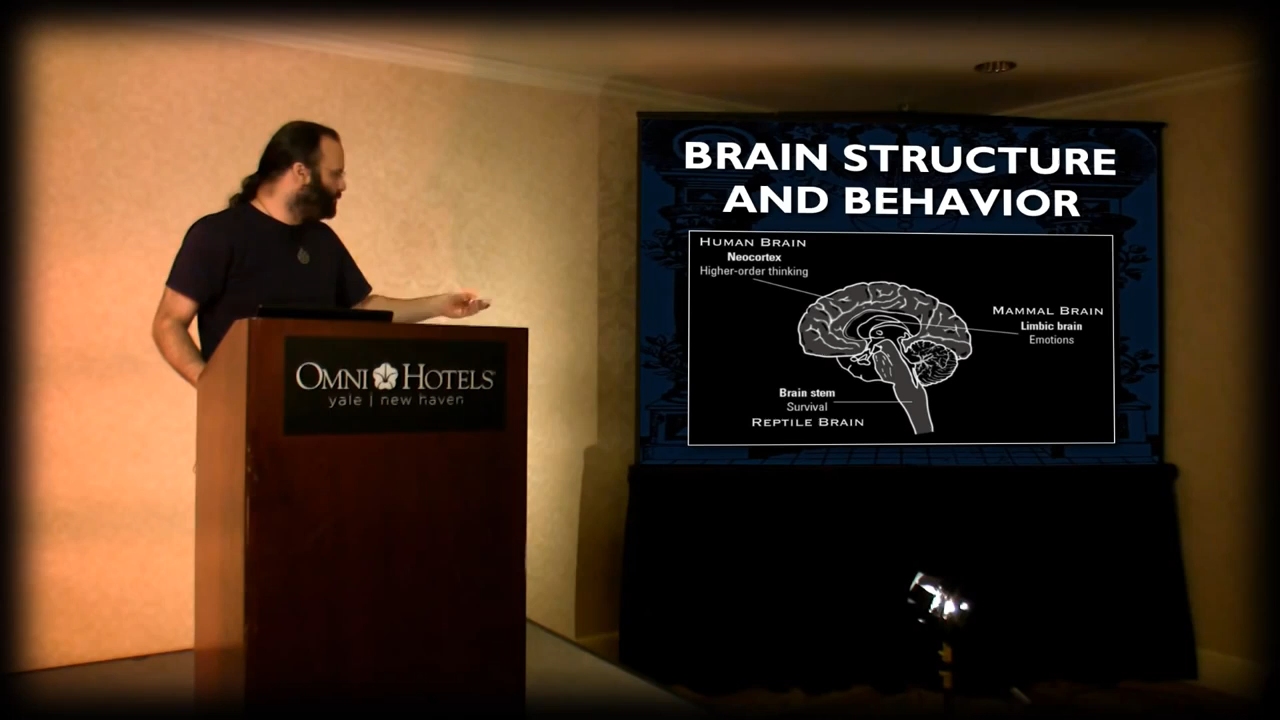 OMNI HOTELS
yale | new haven
BRAIN STRUCTURE
AND BEHAVIOR
HUMAN BRAIN
Neocortex
Higher-order thinking
MAMMAL BRAIN
Limbic brain
Emotions
Brain stem
Survival
REPTILE BRAIN